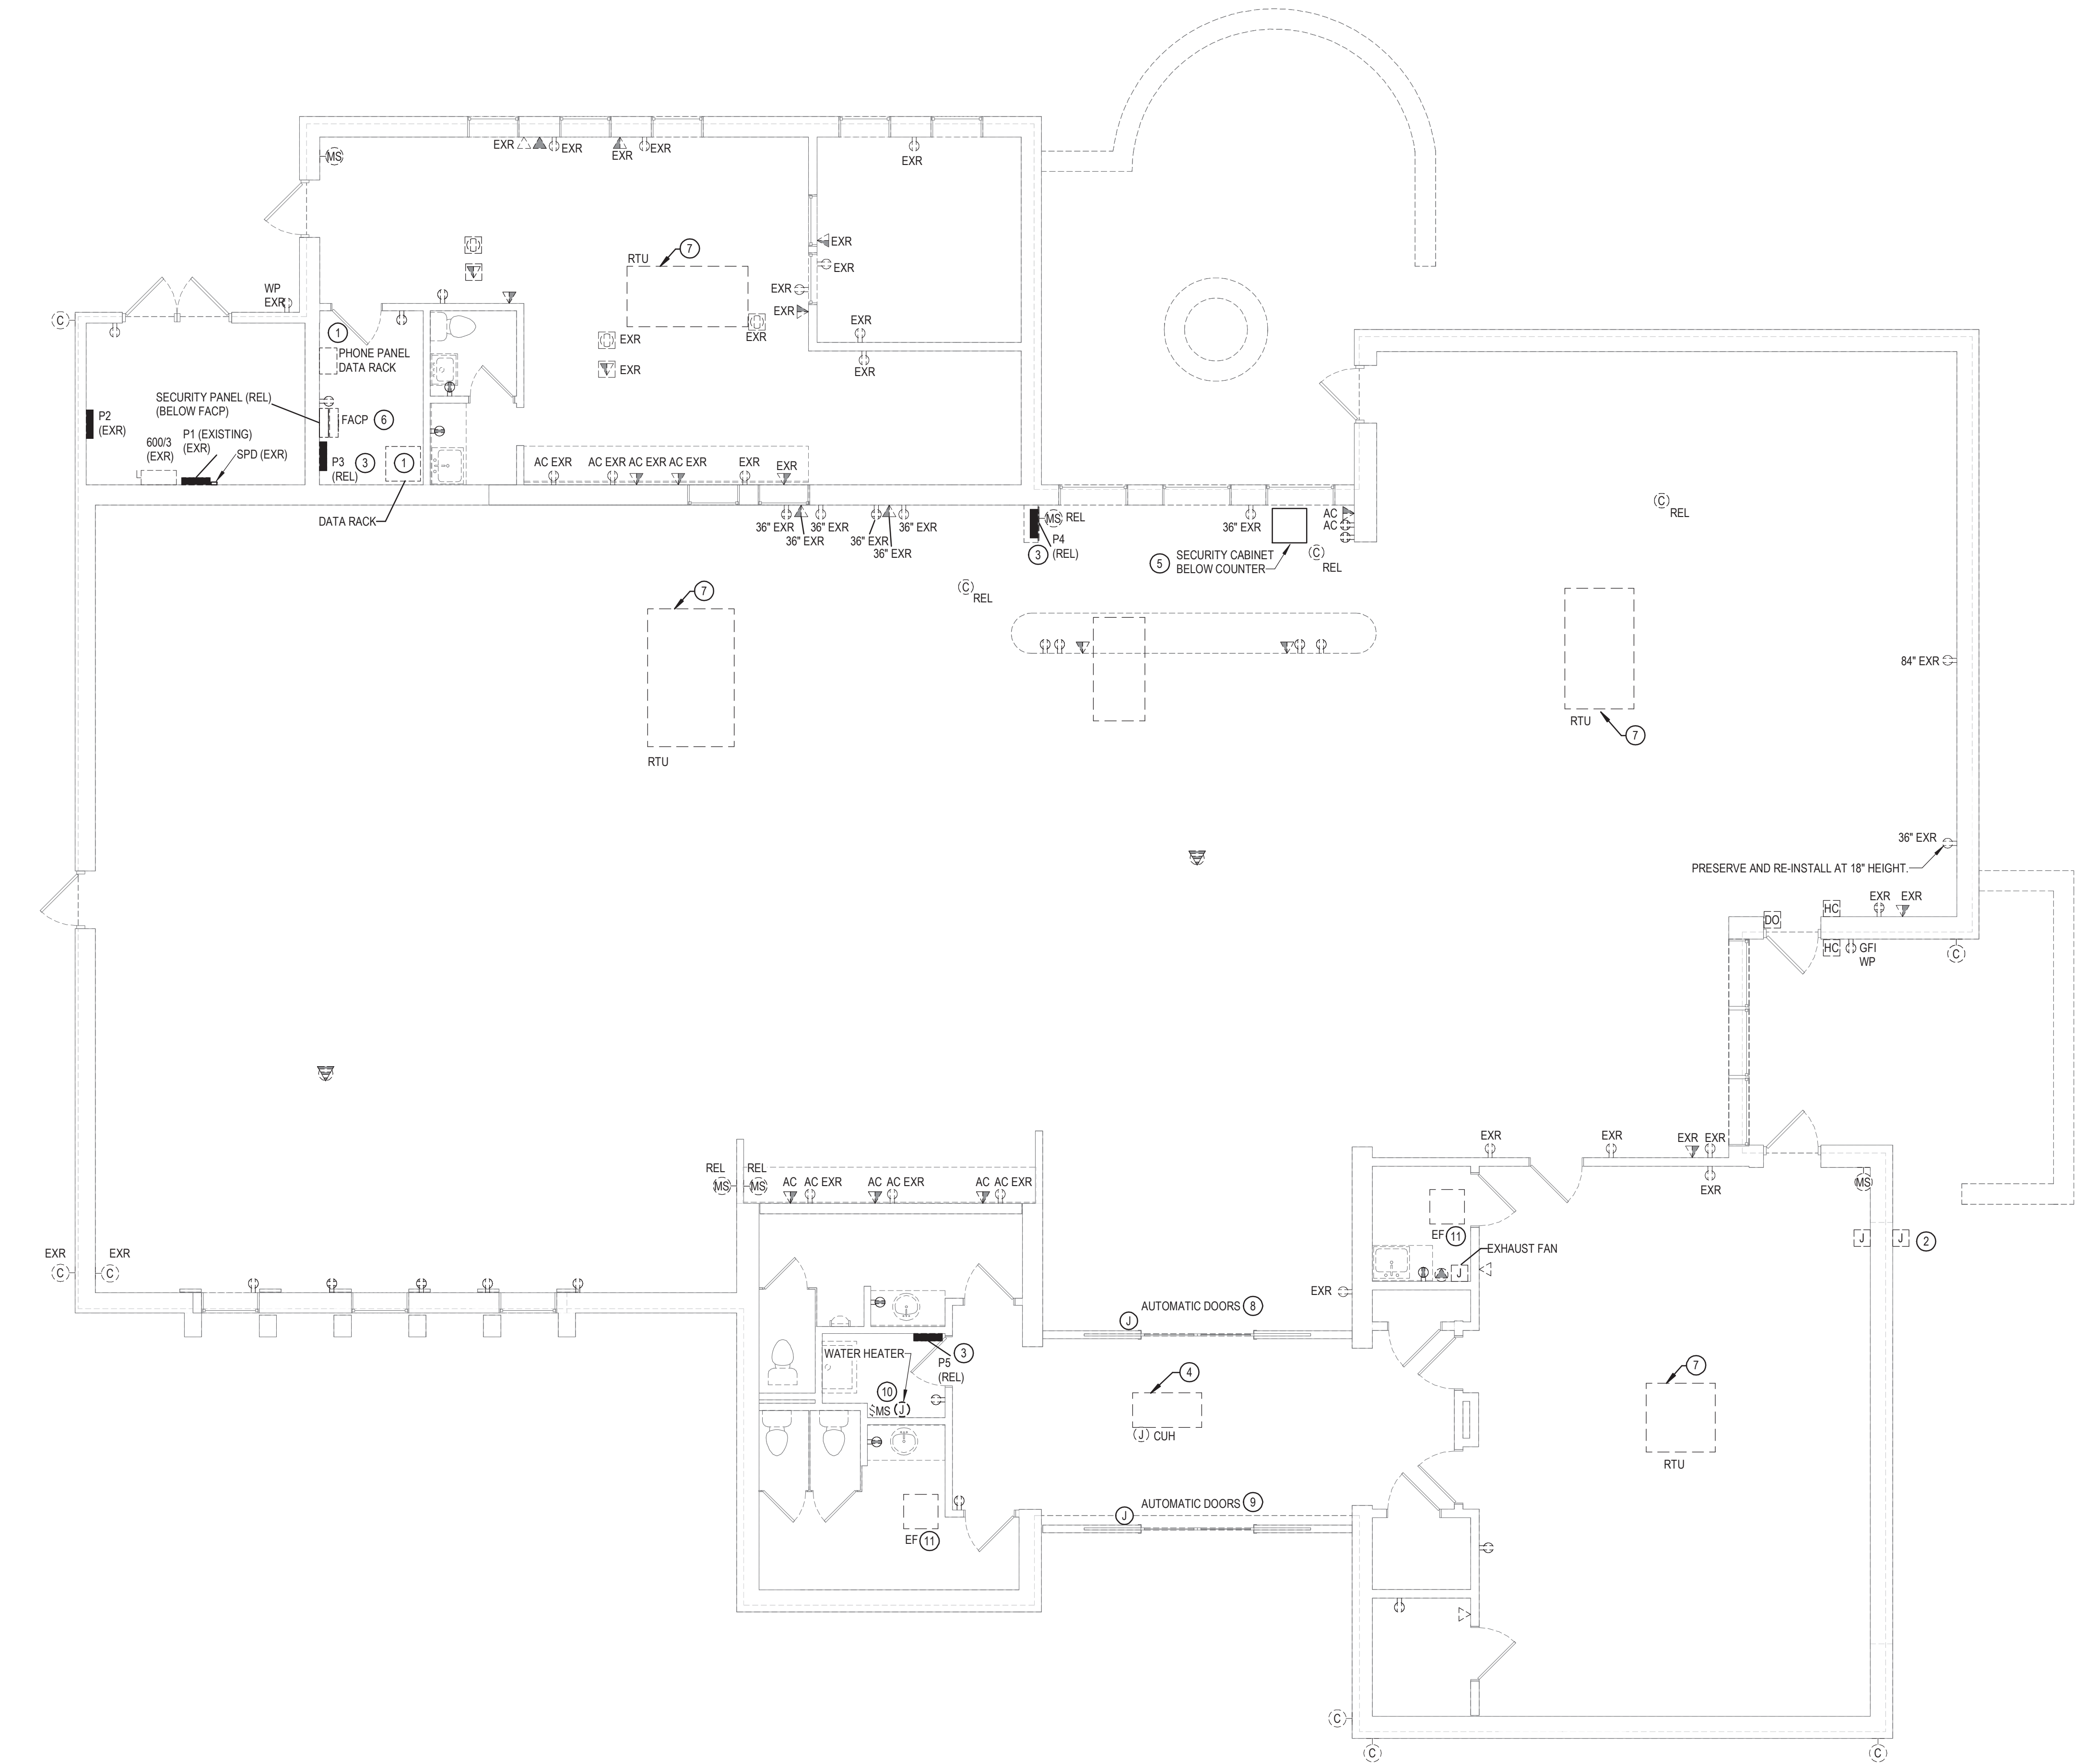 EXR
EXR
EXR
EXR
EXR
MS
EXR
EXR
RTU
7
EXR
EXR
WP
EXR
C
EXR
EXR
EXR
EXR
EXR
1
PHONE PANEL
DATA RACK
SECURITY PANEL (REL)
(BELOW FACP)
FACP
6
P2
(EXR)
600/3
(EXR)
P1 (EXISTING)
(EXR)
SPD (EXR)
P3
(REL)
3
1
DATA RACK
AC EXR
AC EXR
AC EXR
AC EXR
EXR
EXR
36" EXR
36" EXR
36" EXR
36" EXR
36" EXR
36" EXR
MS
REL
P4
(REL)
3
36" EXR
AC
AC
5
SECURITY CABINET
BELOW COUNTER
C
REL
C
REL
C
REL
7
RTU
RTU
7
84" EXR
36" EXR
PRESERVE AND RE-INSTALL AT 18" HEIGHT.
EXR
EXR
HC
DO
HC
GFI
WP
C
EXR
EXR
EXR
EXR
EXR
MS
REL
REL
MS
MS
AC
AC EXR
AC
AC EXR
AC
AC EXR
EF
11
EXHAUST FAN
J
J
J
2
EXR
EXR
C
C
EXR
AUTOMATIC DOORS
8
J
WATER HEATER
P5
(REL)
3
10
MS
J
4
J
CUH
7
RTU
AUTOMATIC DOORS
9
J
EF
11
C
C
C